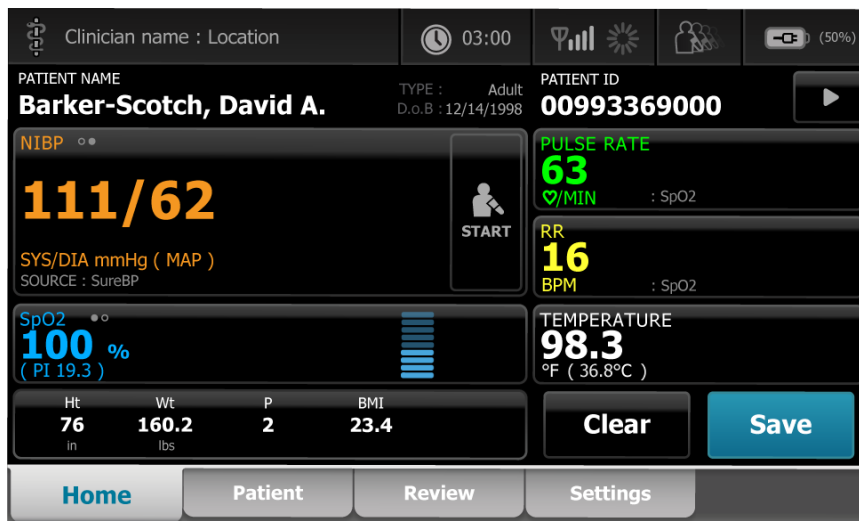 Clinician name : Location
03:00
(50%)
PATIENT NAME
Barker-Scotch, David A.
TYPE : Adult
D.o.B : 12/14/1998
PATIENT ID
00993369000
NIBP
111/62
SYS/DIA mmHg ( MAP )
SOURCE : SureBP
START
PULSE RATE
63
/MIN : SpO2
RR
16
BPM : SpO2
SpO2
100 %
( PI 19.3 )
TEMPERATURE
98.3
°F ( 36.8°C )
Ht Wt P BMI
76 160.2 2 23.4
in lbs
Clear
Save
Home
Patient
Review
Settings